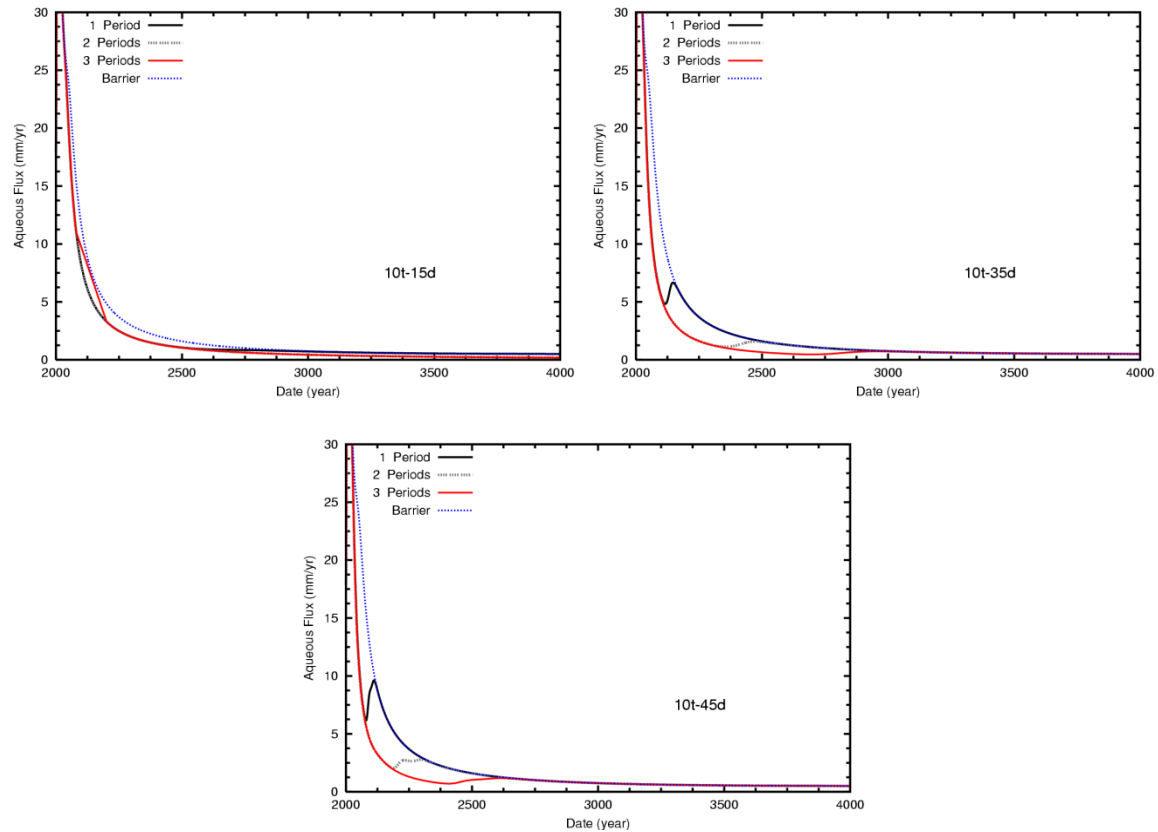 30
25
20
15
10
5
0
2000 2500 3000 3500 4000
Aqueous Flux (mm/yr)
Date (year)
1 Period
2 Periods
3 Periods
Barrier
10t-15d
30
25
20
15
10
5
0
2000 2500 3000 3500 4000
Aqueous Flux (mm/yr)
Date (year)
1 Period
2 Periods
3 Periods
Barrier
10t-35d
30
25
20
15
10
5
0
2000 2500 3000 3500 4000
Aqueous Flux (mm/yr)
Date (year)
1 Period
2 Periods
3 Periods
Barrier
10t-45d